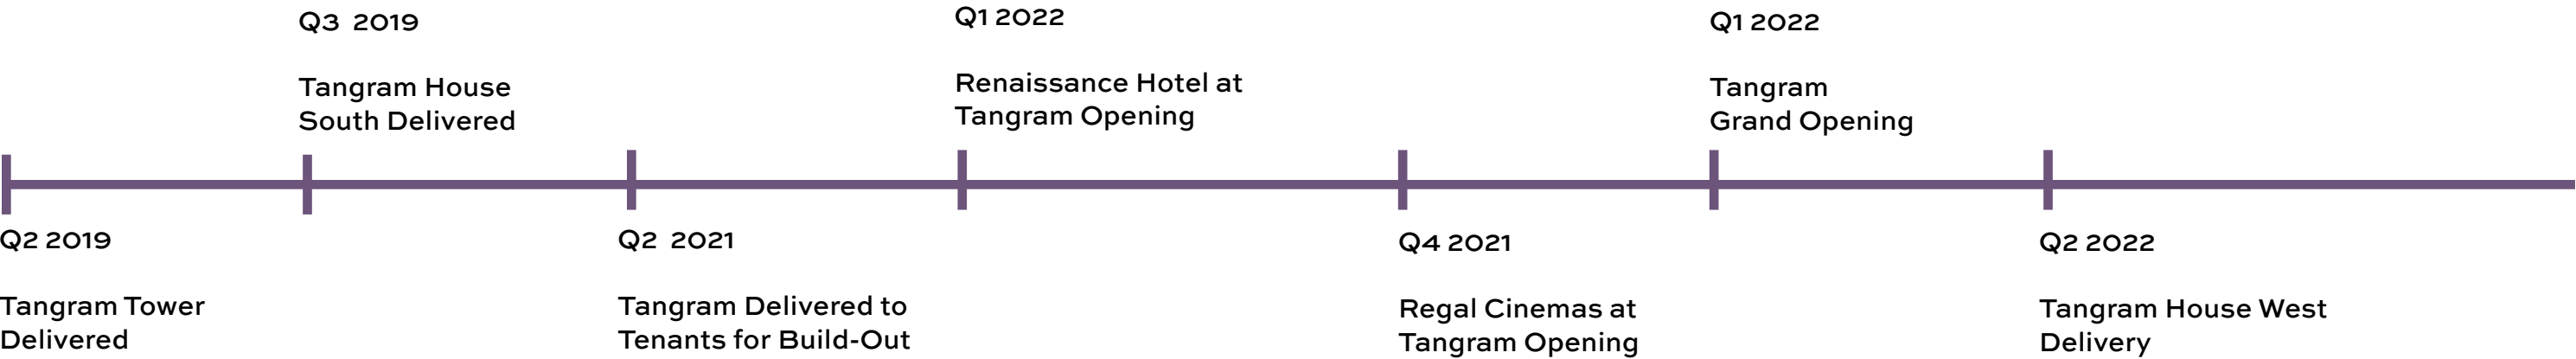 Q2 2019
Tangram Tower
Delivered
Q3 2019
Tangram House
South Delivered
Q2 2021
Tangram Delivered to
Tenants for Build-Out
Q1 2022
Renaissance Hotel at
Tangram Opening
Q4 2021
Regal Cinemas at
Tangram Opening
Q1 2022
Tangram
Grand Opening
Q2 2022
Tangram House West
Delivery